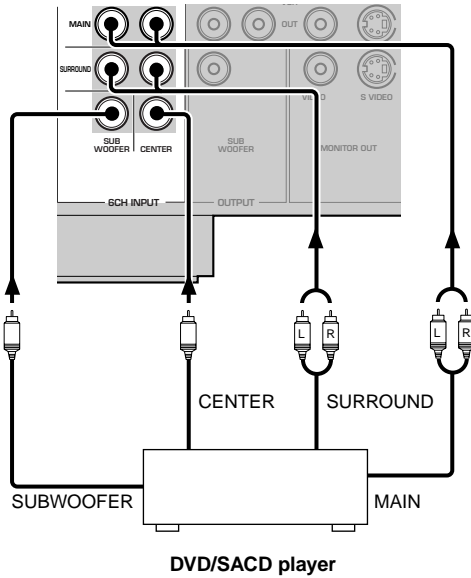 MAIN
OUT
SURROUND
VIDEO
S VIDEO
SUB
WOOFER
CENTER
SUB
WOOFER
MONITOR OUT
6CH INPUT
OUTPUT
L
R
L
R
CENTER
SURROUND
SUBWOOFER
MAIN
DVD/SACD player